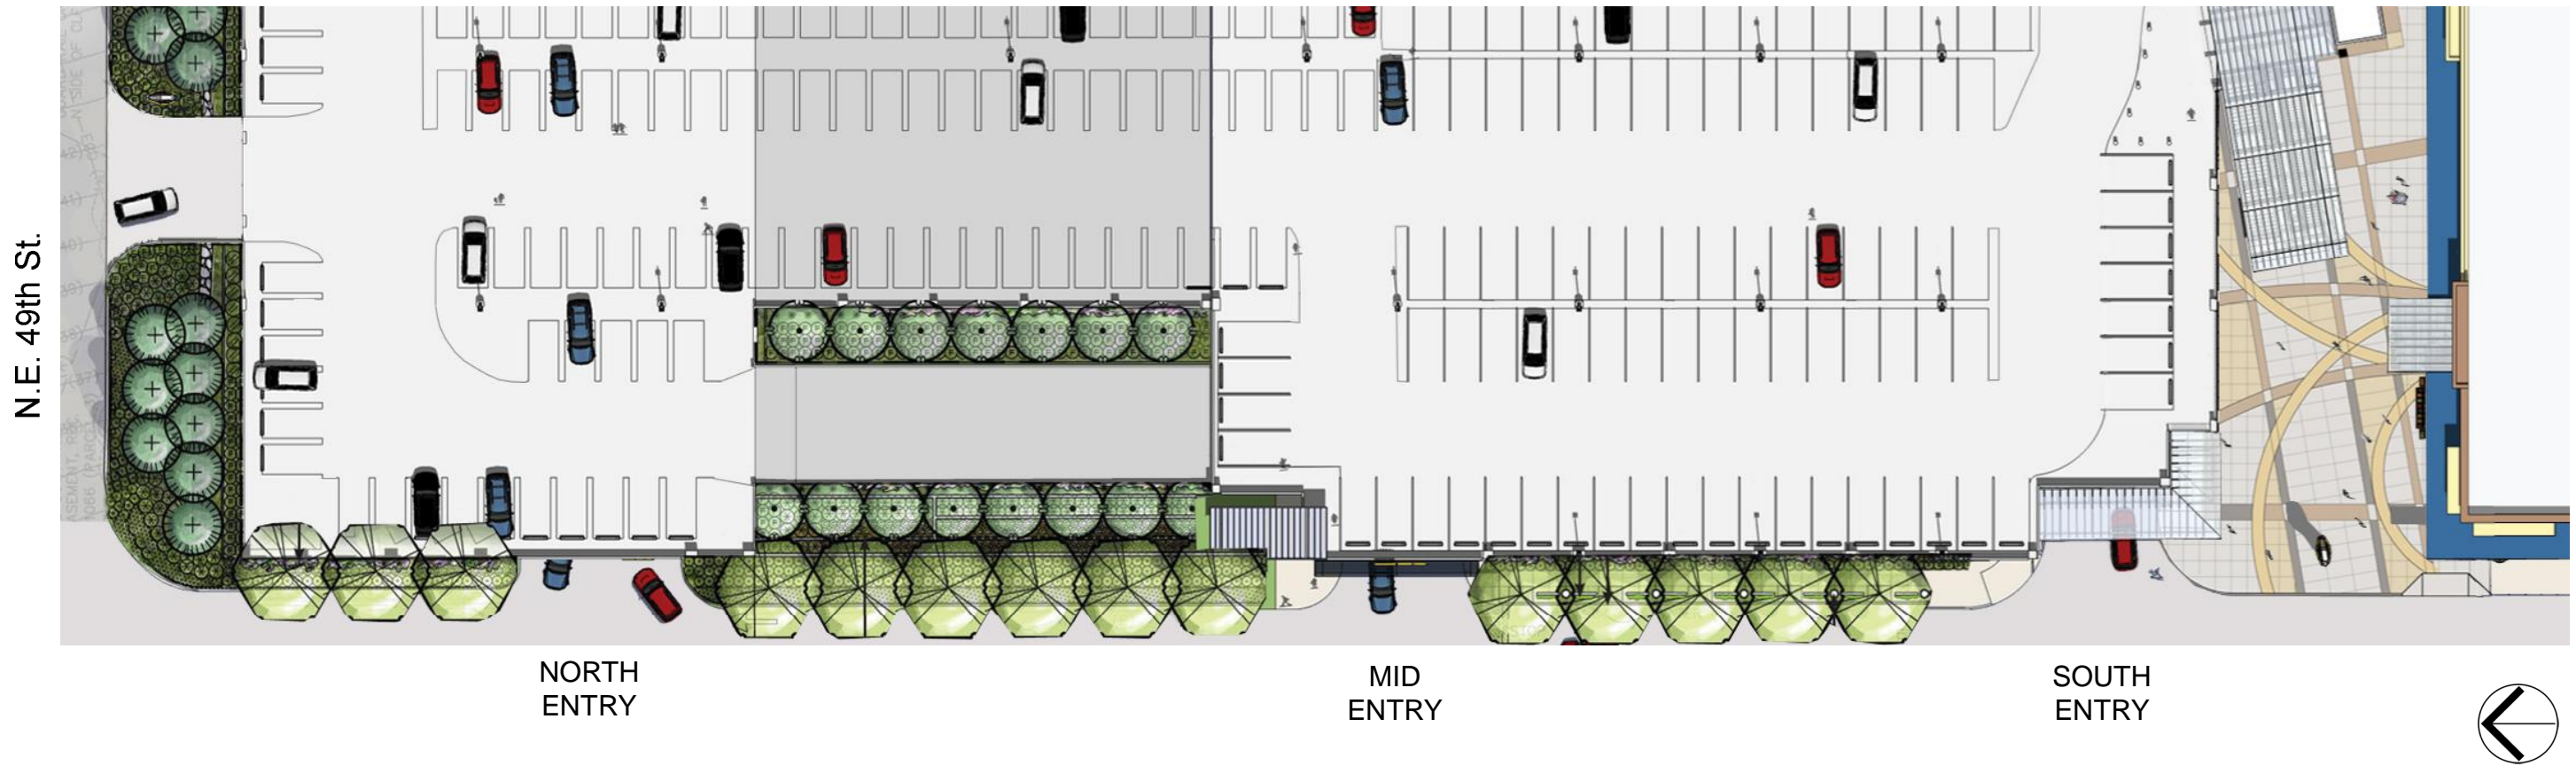 N.E. 49th St.
NORTH
ENTRY
MID
ENTRY
SOUTH
ENTRY